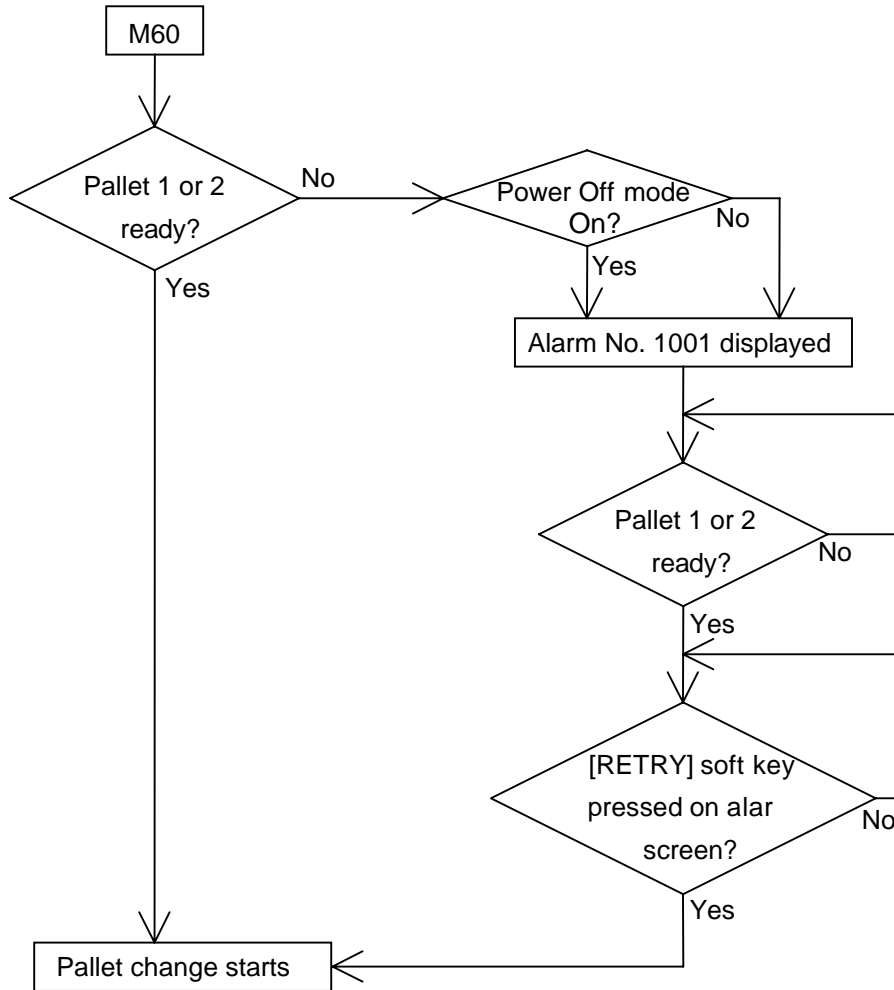 M60
Pallet 1 or 2
ready?
No
Yes
Power Off mode
On?
No
Yes
Alarm No. 1001 displayed
Pallet 1 or 2
ready?
No
Yes
[RETRY] soft key
pressed on alar
screen?
No
Yes
Pallet change starts